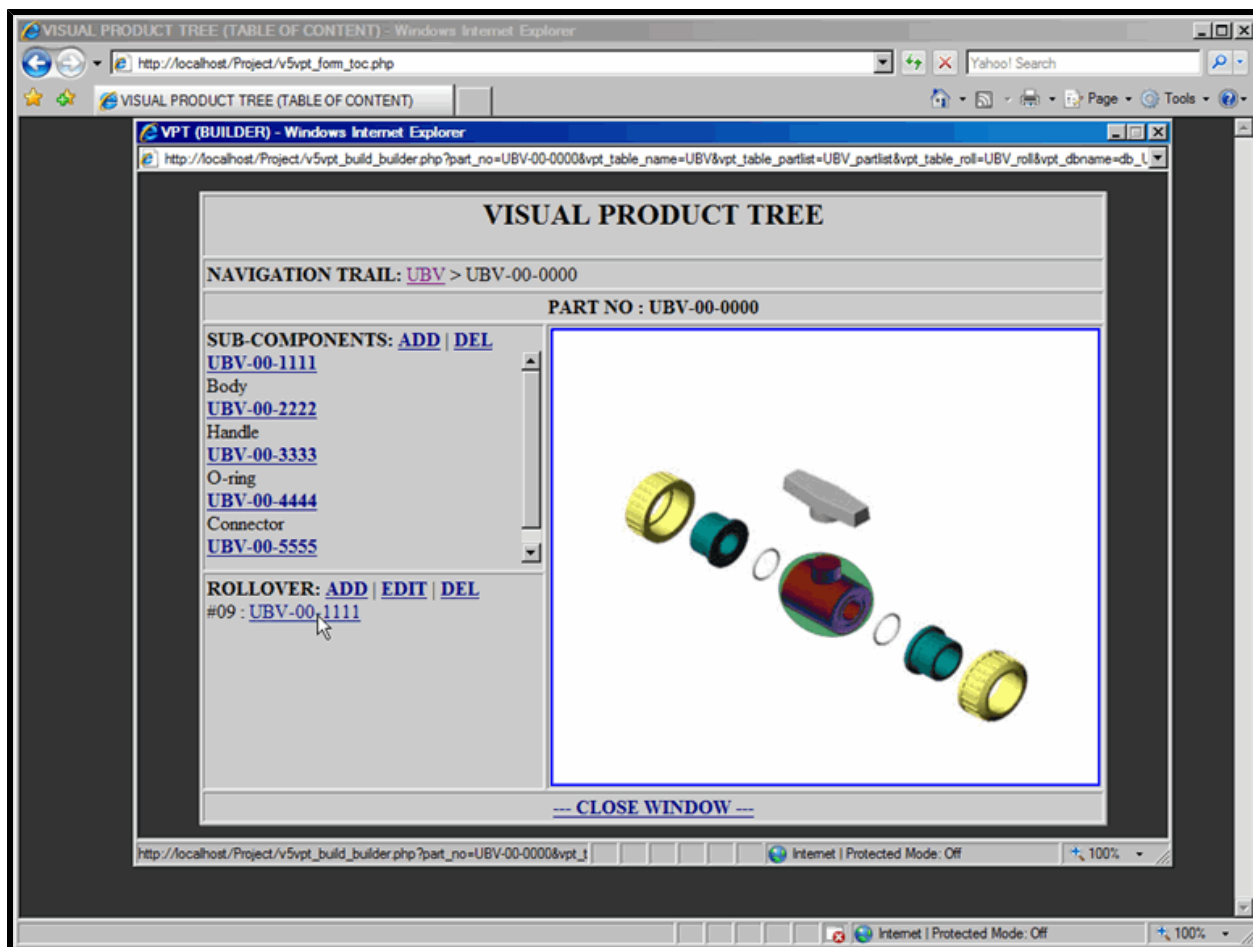 VISUAL PRODUCT TREE (TABLE OF CONTENT) - Windows Internet Explorer
http://localhost/Project/v5vpt_form_toc.php
Yahoo! Search
VISUAL PRODUCT TREE (TABLE OF CONTENT)
Page
Tools
VPT (BUILDER) - Windows Internet Explorer
http://localhost/Project/v5vpt_build_builder.php?part_no=UBV-00-0000&vpt_table_name=UBV&vpt_table_partlist=UBV_partlist&vpt_table_roll=UBV_roll&vpt_dbname=db_U
VISUAL PRODUCT TREE
NAVIGATION TRAIL: UBV > UBV-00-0000
PART NO : UBV-00-0000
SUB-COMPONENTS: ADD | DEL
UBV-00-1111
Body
UBV-00-2222
Handle
UBV-00-3333
O-ring
UBV-00-4444
Connector
UBV-00-5555
ROLLOVER: ADD | EDIT | DEL
#09 : UBV-00-1111
--- CLOSE WINDOW ---
http://localhost/Project/v5vpt_build_builder.php?part_no=UBV-00-0000&vpt_t
Internet | Protected Mode: Off
100%
Internet | Protected Mode: Off
100%